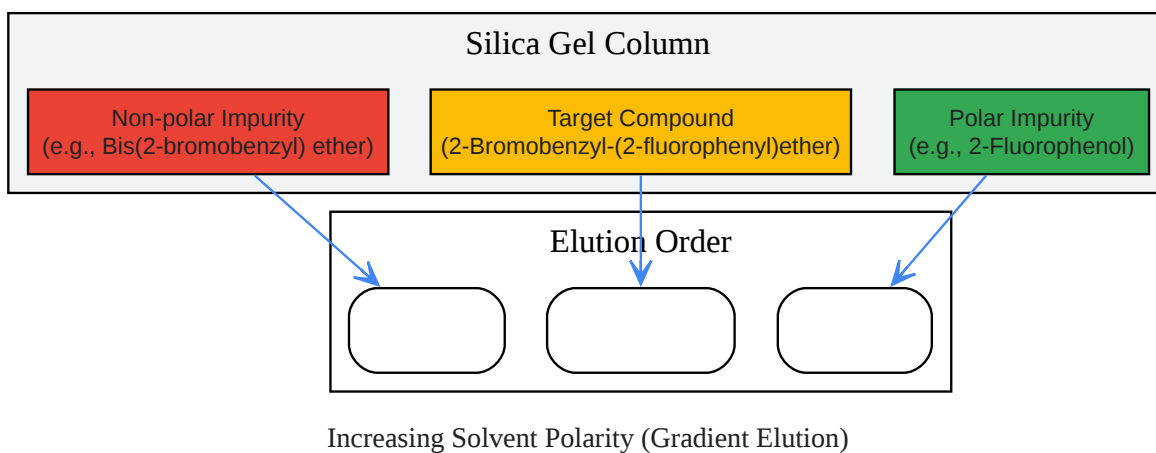 Silica Gel Column
Non-polar Impurity
(e.g., Bis(2-bromobenzyl) ether)
Target Compound
(2-Bromobenzyl-(2-fluorophenyl)ether)
Polar Impurity
(e.g., 2-Fluorophenol)
Elution Order
Increasing Solvent Polarity (Gradient Elution)